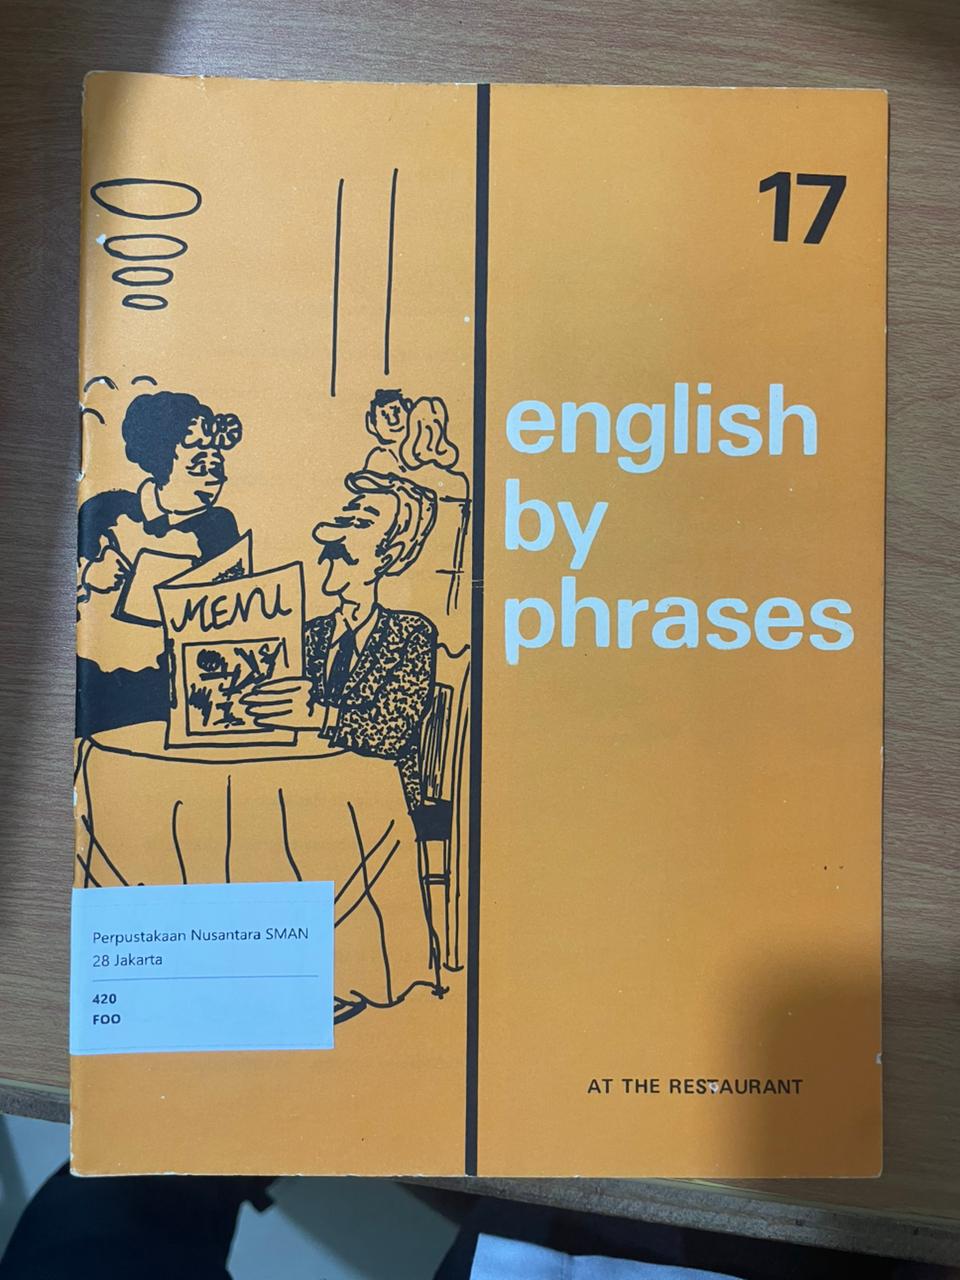 17
english
by
phrases
MENU
Perpustakaan Nusantara SMAN
28 Jakarta
420
FOO
AT THE RESTAURANT